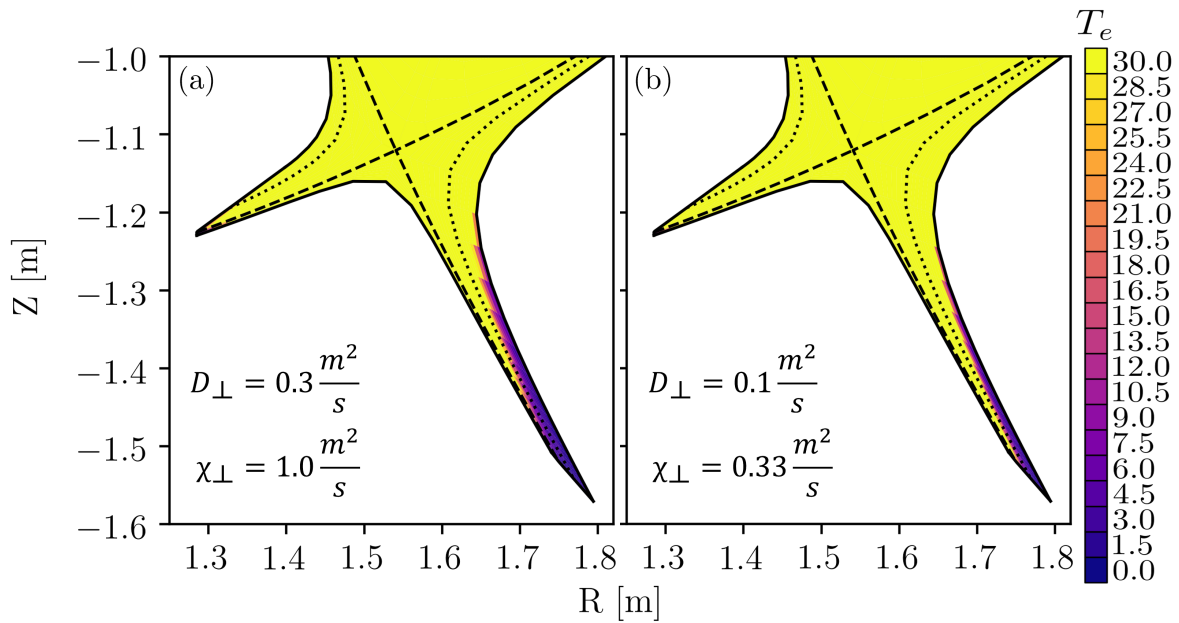 T_e
(a)
(b)
−1.0
−1.1
−1.2
−1.3
−1.4
−1.5
−1.6
Z [m]
D⊥ = 0.3 m²/s
χ⊥ = 1.0 m²/s
D⊥ = 0.1 m²/s
χ⊥ = 0.33 m²/s
1.3 1.4 1.5 1.6 1.7 1.8
1.3 1.4 1.5 1.6 1.7 1.8
R [m]
30.0
28.5
27.0
25.5
24.0
22.5
21.0
19.5
18.0
16.5
15.0
13.5
12.0
10.5
9.0
7.5
6.0
4.5
3.0
1.5
0.0